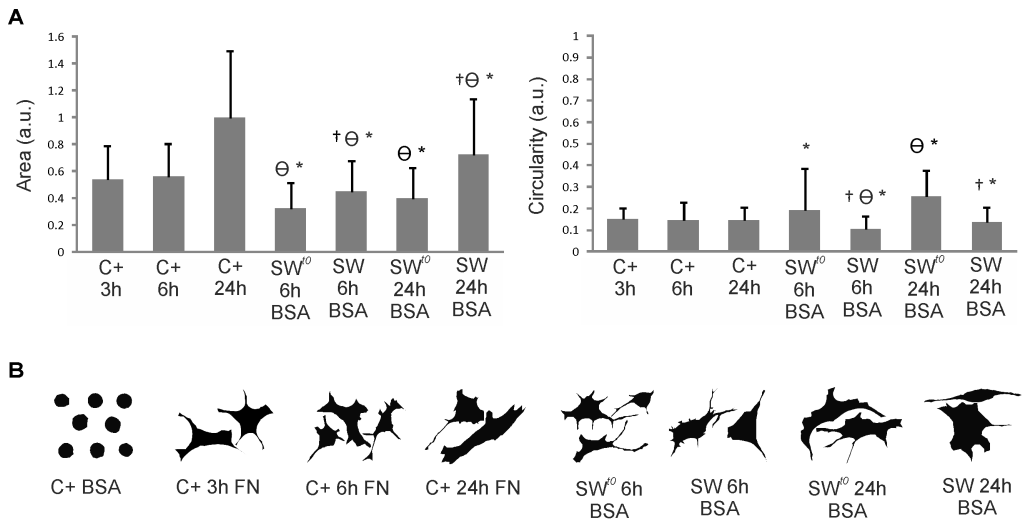 A
Area (a.u.)
1.6
1.4
1.2
1
0.8
0.6
0.4
0.2
0
ϴ *
† ϴ *
ϴ *
†ϴ *
C+ 3h
C+ 6h
C+ 24h
SWt0 6h BSA
SW 6h BSA
SWt0 24h BSA
SW 24h BSA
Circularity (a.u.)
1
0.9
0.8
0.7
0.6
0.5
0.4
0.3
0.2
0.1
0
*
† ϴ *
ϴ *
† *
C+ 3h
C+ 6h
C+ 24h
SWt0 6h BSA
SW 6h BSA
SWt0 24h BSA
SW 24h BSA
B
C+ BSA
C+ 3h FN
C+ 6h FN
C+ 24h FN
SWt0 6h
BSA
SW 6h
BSA
SWt0 24h
BSA
SW 24h
BSA